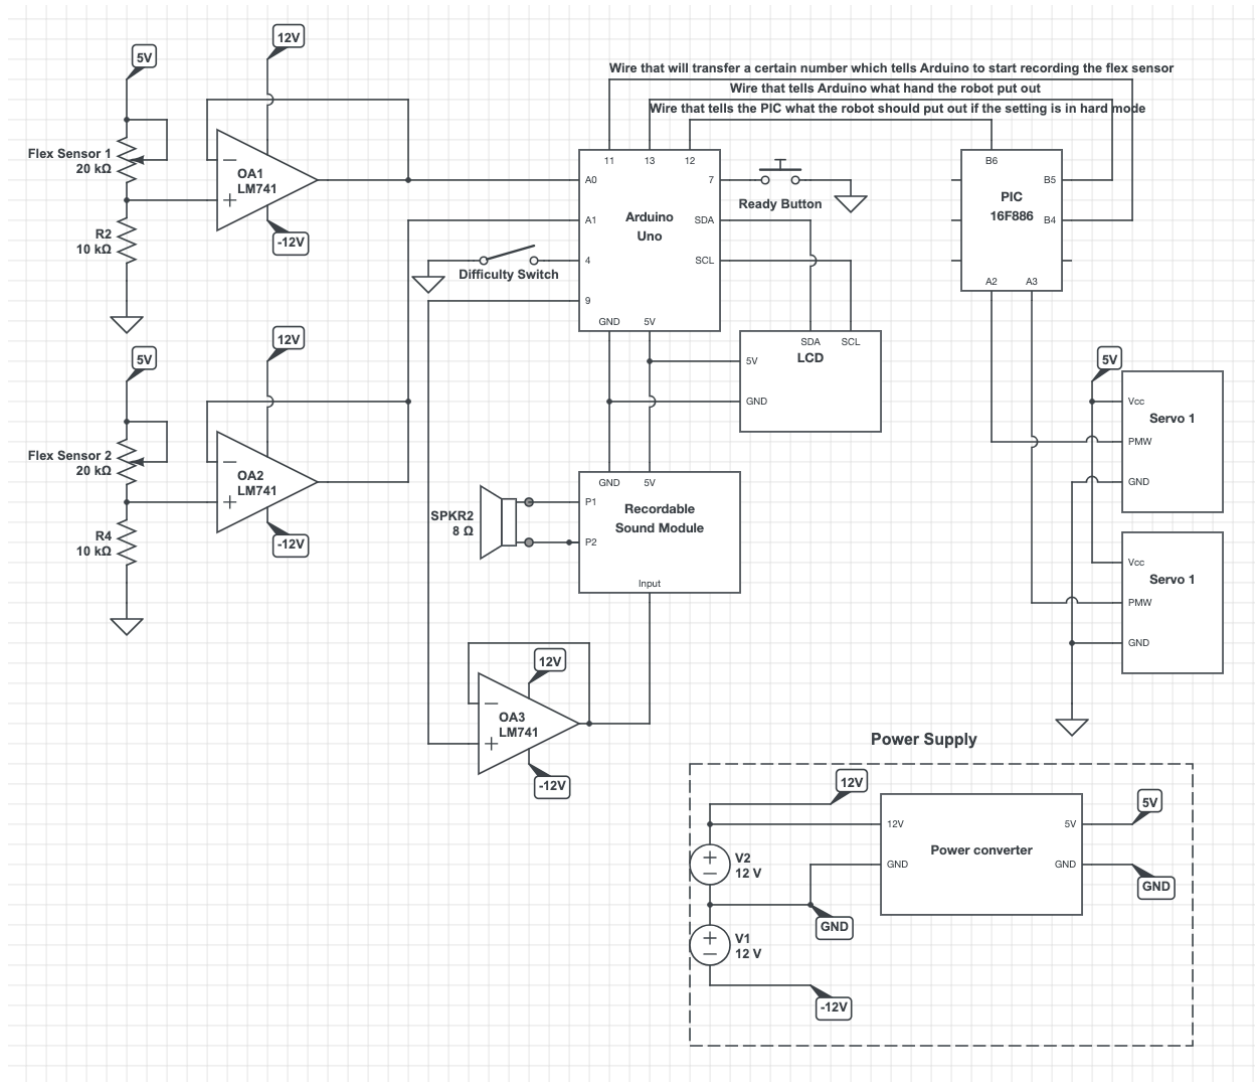 12V
5V
Wire that will transfer a certain number which tells Arduino to start recording the flex sensor
Wire that tells Arduino what hand the robot put out
Wire that tells the PIC what the robot should put out if the setting is in hard mode
Flex Sensor 1
20 kΩ
−
OA1
LM741
+
R2
10 kΩ
-12V
11
13
12
A0
7
A1
Arduino
Uno
SDA
4
SCL
9
GND
5V
Ready Button
Difficulty Switch
B6
PIC
16F886
B5
B4
A2
A3
SDA
SCL
LCD
5V
GND
5V
12V
Flex Sensor 2
20 kΩ
−
OA2
LM741
+
R4
10 kΩ
-12V
5V
Vcc
Servo 1
PMW
GND
Vcc
Servo 1
PMW
GND
GND
5V
Recordable
Sound Module
P1
P2
Input
SPKR2
8 Ω
12V
−
OA3
LM741
+
-12V
Power Supply
12V
12V
5V
5V
Power converter
GND
GND
GND
+
−
V2
12 V
GND
+
−
V1
12 V
-12V